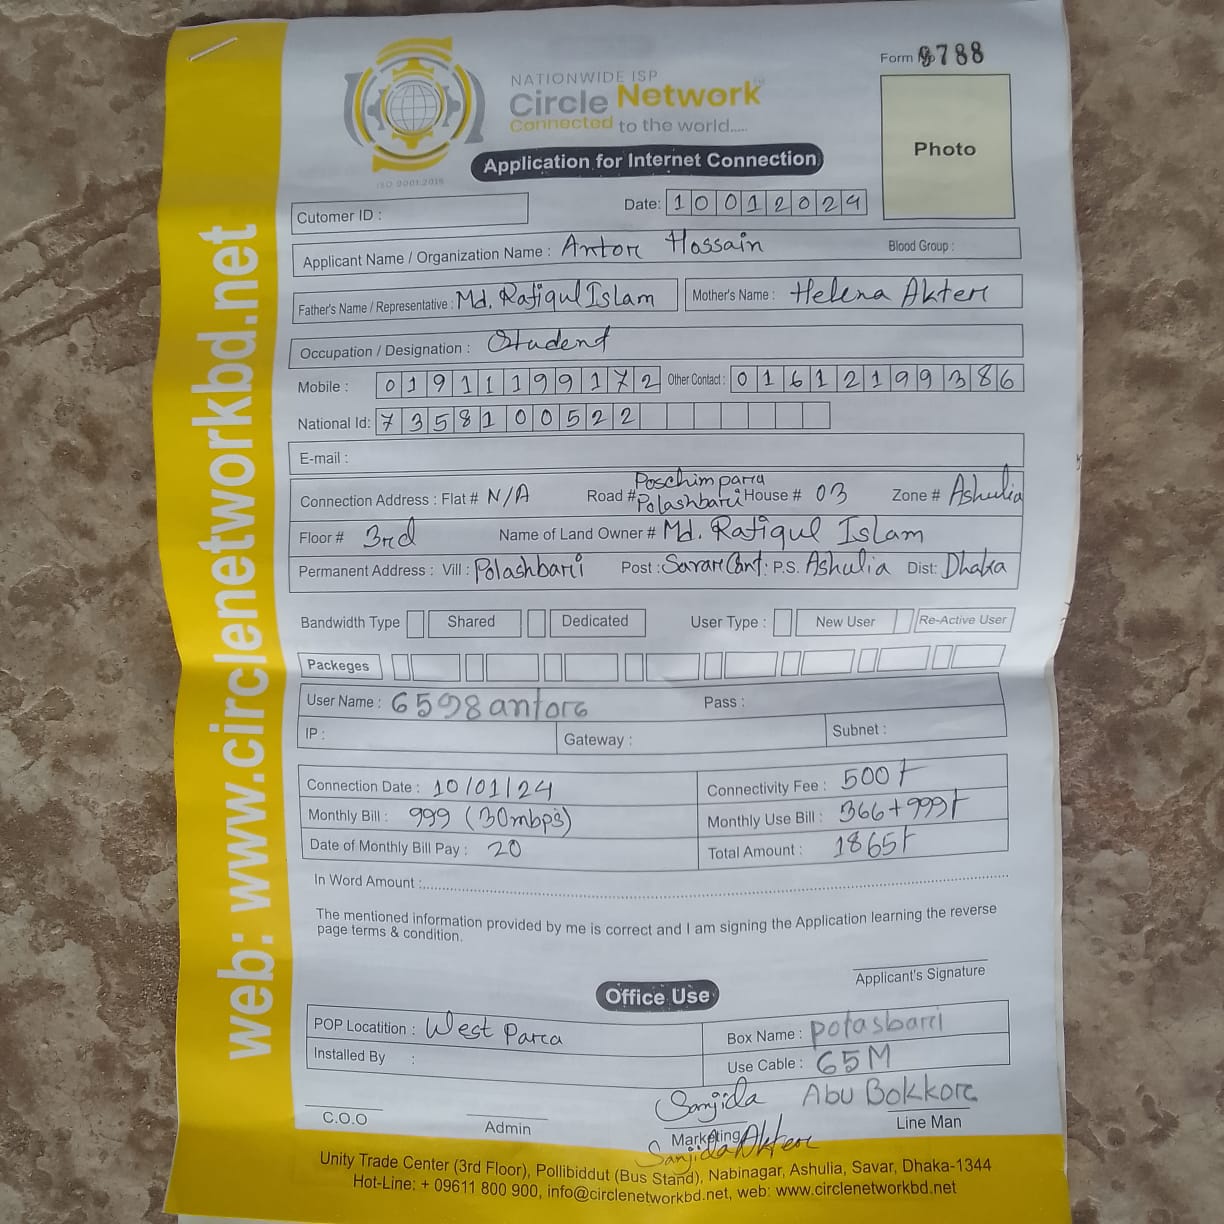 Form No 9788
NATIONWIDE ISP
Circle Network
Connected to the world.....
ISO 9001:2015
Application for Internet Connection
Photo
Cutomer ID :
Date: 10012024
Applicant Name / Organization Name : Antor Hossain Blood Group :
Father's Name / Representative : Md. Rafiqul Islam Mother's Name : Helena Akter
Occupation / Designation : Student
Mobile : 01911199172 Other Contact : 01612199386
National Id: 7358100522
E-mail :
Connection Address : Flat # N/A Road # Poschimpara Polashbari House # 03 Zone # Ashulia
Floor # 3rd Name of Land Owner # Md. Rafiqul Islam
Permanent Address : Vill : Polashbari Post : Savar Cant: P.S. Ashulia Dist: Dhaka
Bandwidth Type Shared Dedicated User Type : New User Re-Active User
Packeges
User Name : 6598antor Pass :
IP : Gateway : Subnet :
Connection Date : 10/01/24 Connectivity Fee : 500/-
Monthly Bill : 999 (30mbps) Monthly Use Bill : 366+999/-
Date of Monthly Bill Pay : 20 Total Amount : 1865/-
In Word Amount :
The mentioned information provided by me is correct and I am signing the Application learning the reverse
page terms & condition.
Applicant's Signature
Office Use
POP Locatition : West Para Box Name : polasbari
Installed By : Use Cable : 65M
Sanjida Abu Bokkor
C.O.O Admin Marketing Line Man
Sanjida Akter
Unity Trade Center (3rd Floor), Pollibiddut (Bus Stand), Nabinagar, Ashulia, Savar, Dhaka-1344
Hot-Line: + 09611 800 900, info@circlenetworkbd.net, web: www.circlenetworkbd.net
web: www.circlenetworkbd.net